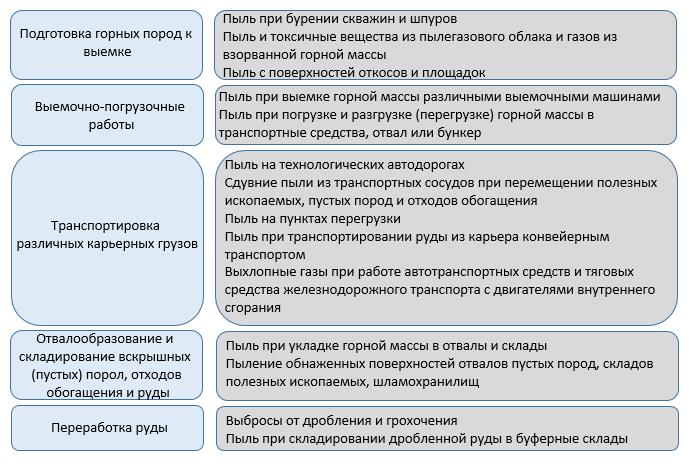 Подготовка горных пород к
выемке
Пыль при бурении скважин и шпуров
Пыль и токсичные вещества из пылегазового облака и газов из
взорванной горной массы
Пыль с поверхностей откосов и площадок
Выемочно-погрузочные
работы
Пыль при выемке горной массы различными выемочными машинами
Пыль при погрузке и разгрузке (перегрузке) горной массы в
транспортные средства, отвал или бункер
Транспортировка
различных карьерных грузов
Пыль на технологических автодорогах
Сдувние пыли из транспортных сосудов при перемещении полезных
ископаемых, пустых пород и отходов обогащения
Пыль на пунктах перегрузки
Пыль при транспортировании руды из карьера конвейерным
транспортом
Выхлопные газы при работе автотранспортных средств и тяговых
средства железнодорожного транспорта с двигателями внутреннего
сгорания
Отвалообразование и
складирование вскрышных
(пустых) порол, отходов
обогащения и руды
Пыль при укладке горной массы в отвалы и склады
Пыление обнаженных поверхностей отвалов пустых пород, складов
полезных ископаемых, шламохранилищ
Переработка руды
Выбросы от дробления и грохочения
Пыль при складировании дробленной руды в буферные склады